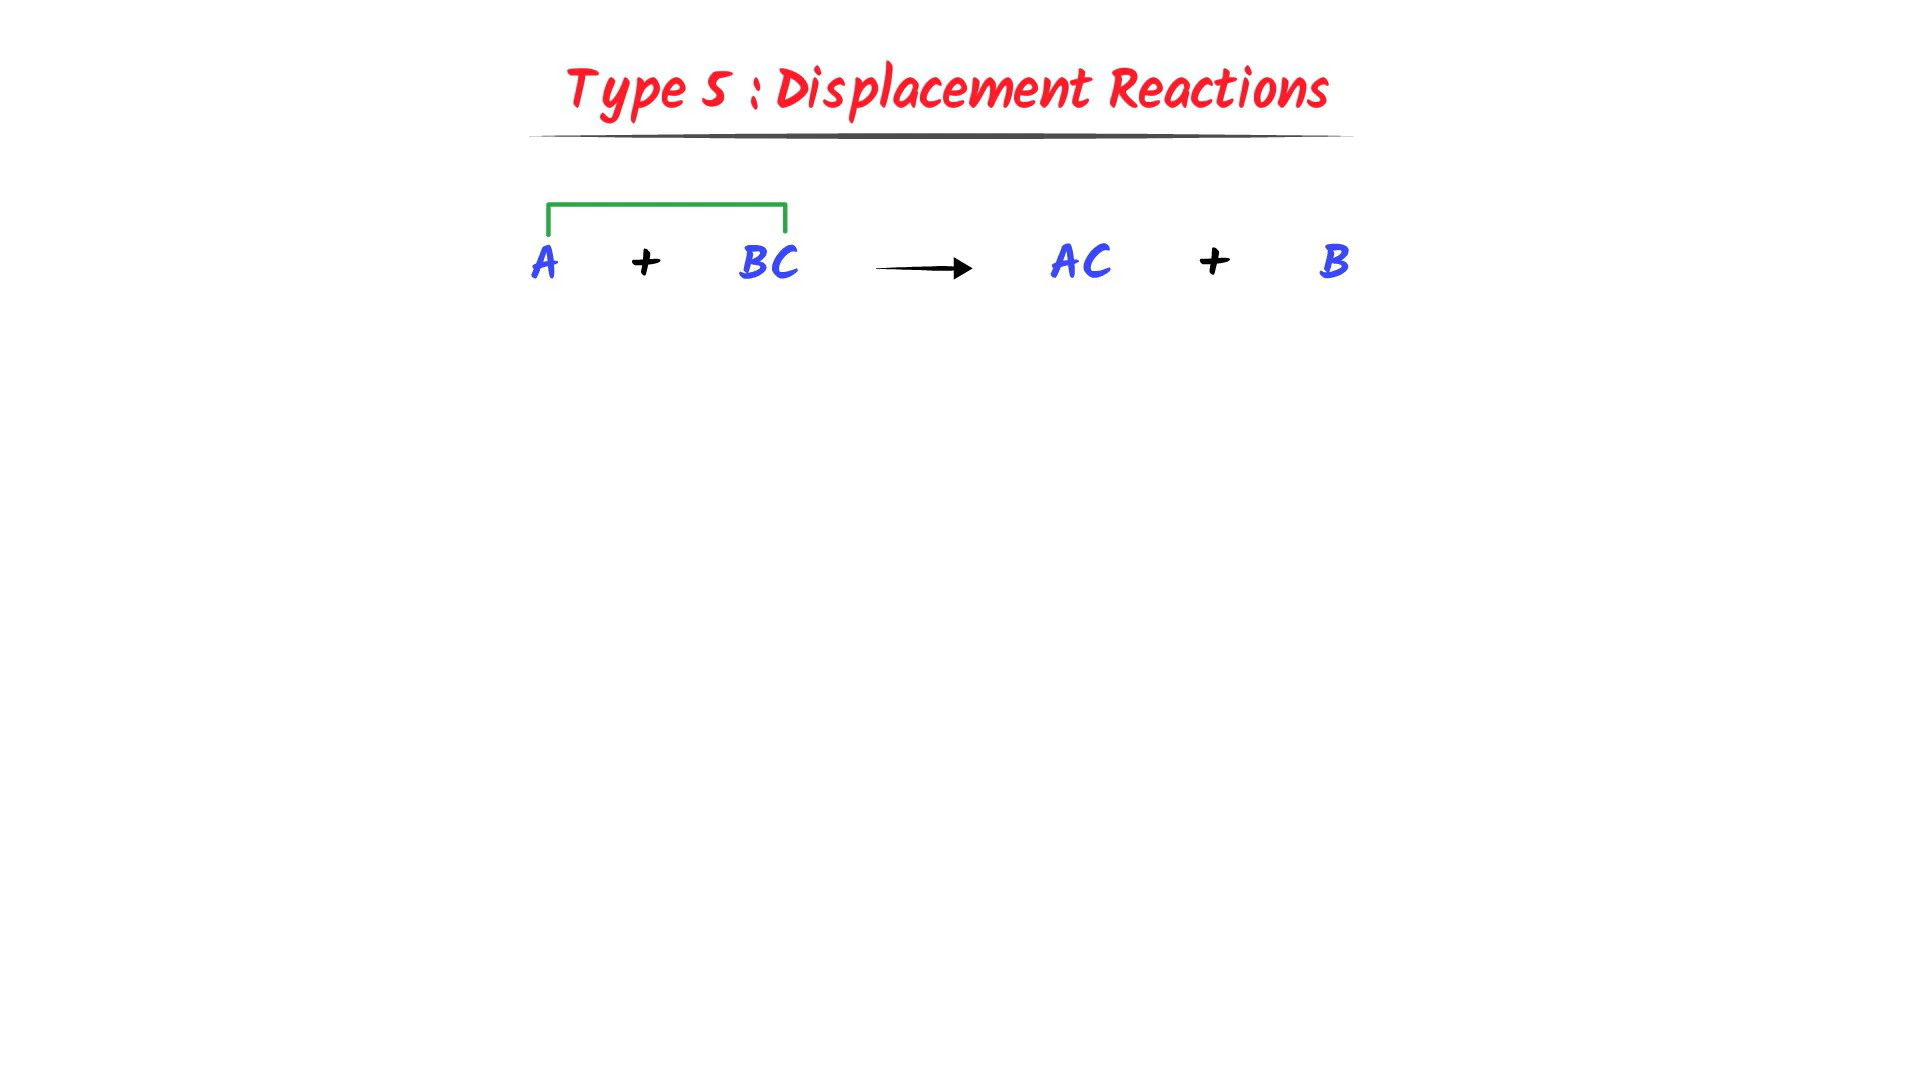 Type 5 : Displacement Reactions
A + BC → AC + B